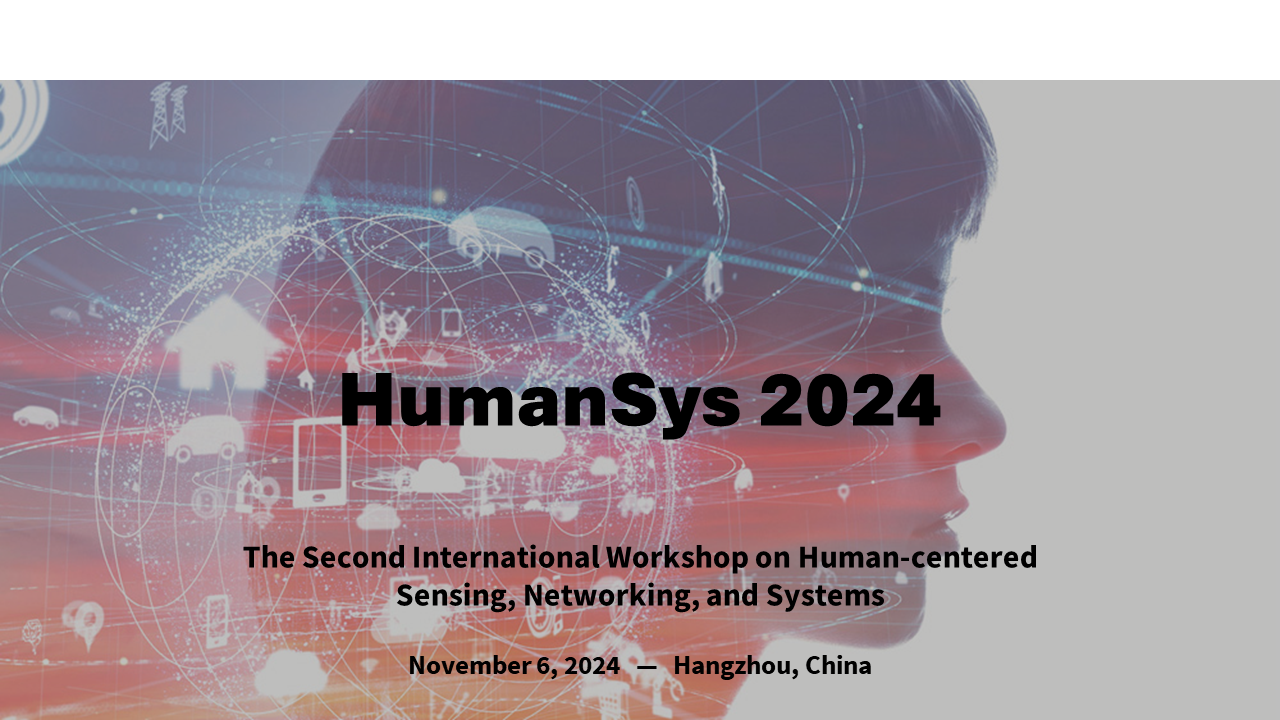 HumanSys 2024
The Second International Workshop on Human-centered
Sensing, Networking, and Systems
November 6, 2024 — Hangzhou, China